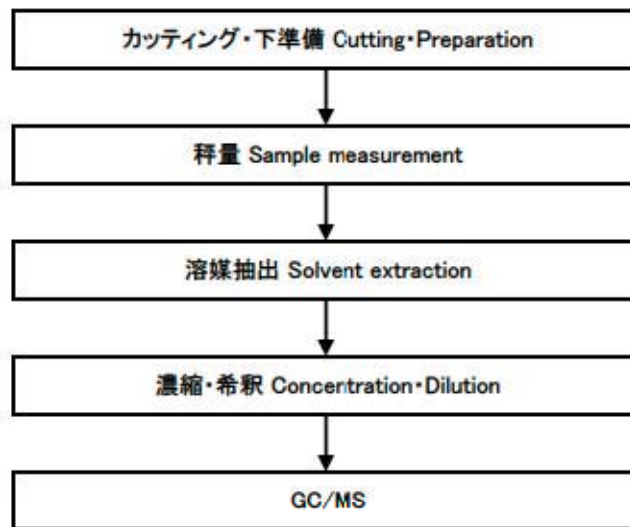 カッティング・下準備 Cutting・Preparation
秤量 Sample measurement
溶媒抽出 Solvent extraction
濃縮・希釈 Concentration・Dilution
GC/MS